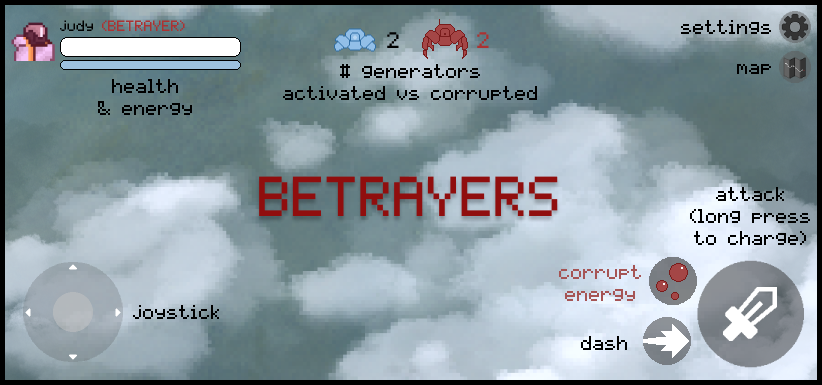 judy (BETRAYER)
health
& energy
2
2
# generators
activated vs corrupted
settings
map
BETRAYERS
attack
(long press
to charge)
corrupt
energy
joystick
dash